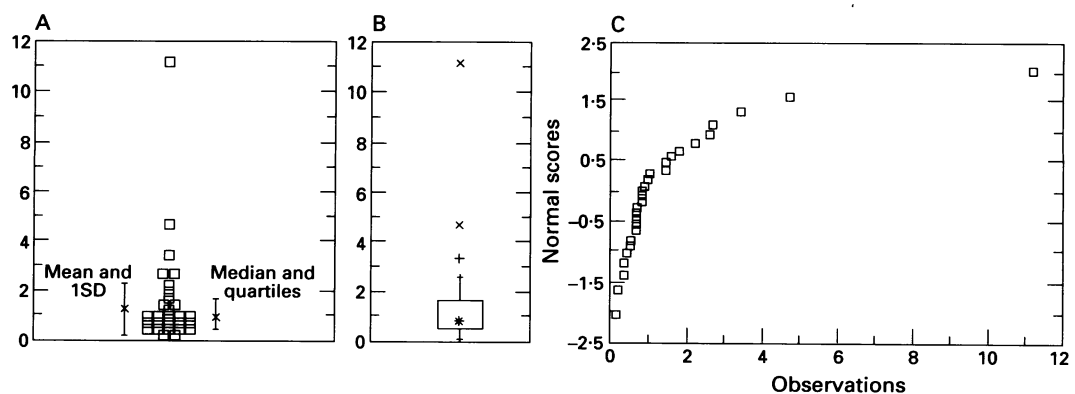 A
12
10
8
6
4
2
0
Mean and
1SD
Median and
quartiles
B
12
10
8
6
4
2
0
C
Normal scores
2·5
1·5
0·5
−0·5
−1·5
−2·5
0 2 4 6 8 10 12
Observations